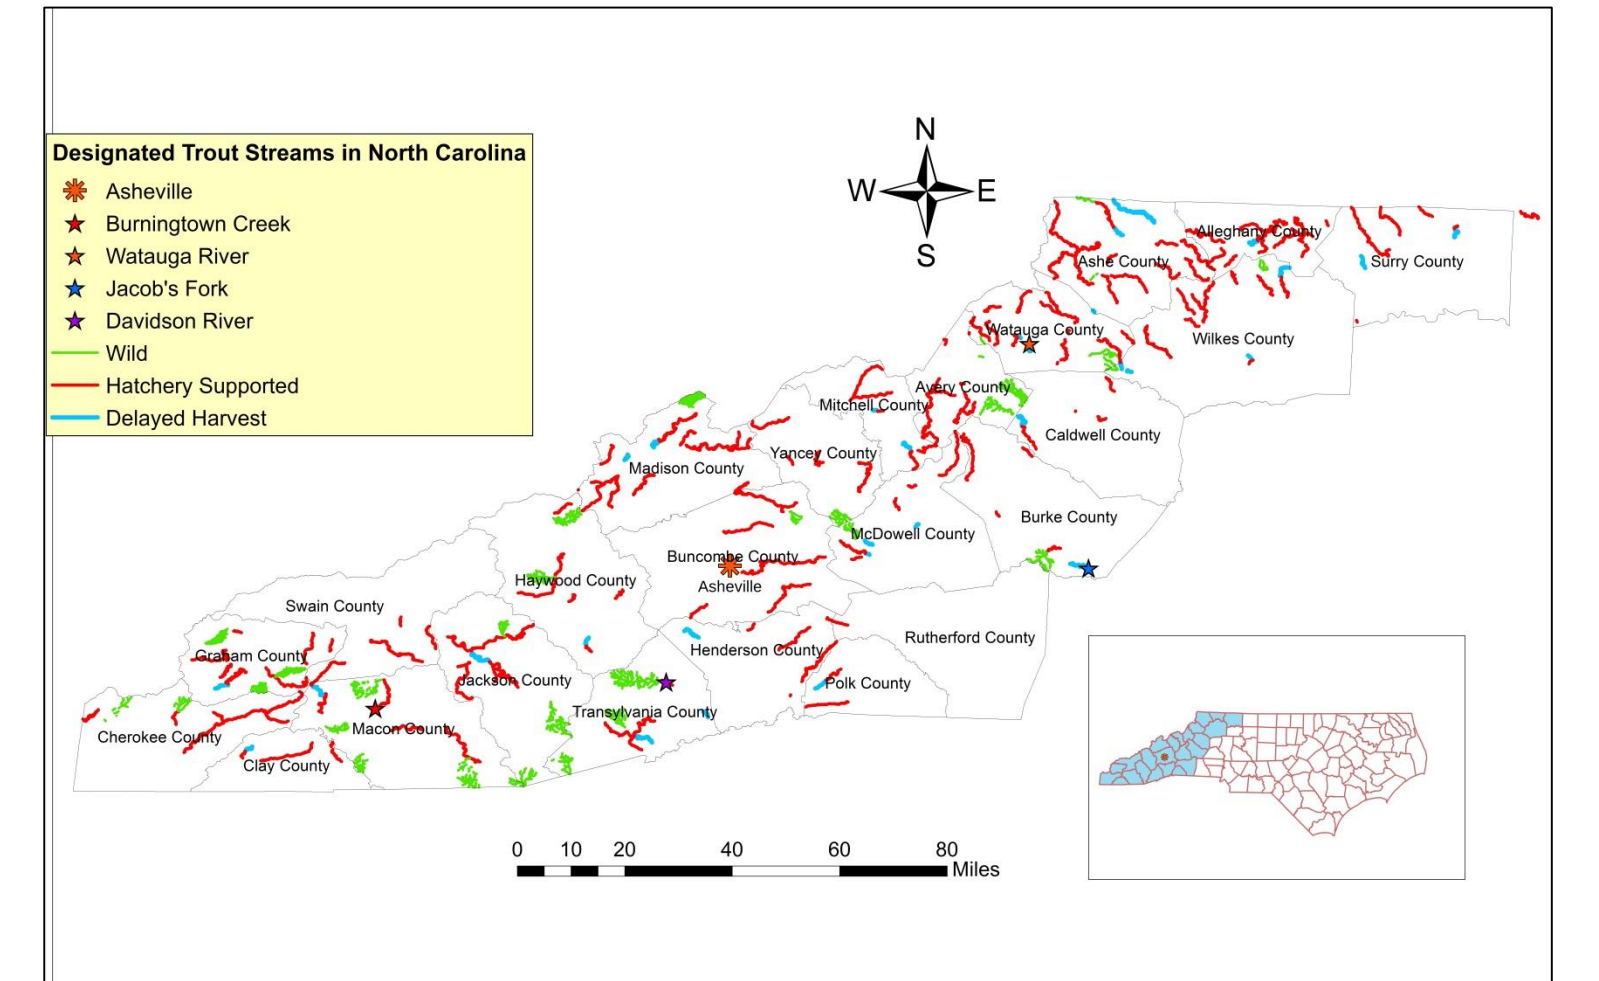 Designated Trout Streams in North Carolina
Asheville
Burningtown Creek
Watauga River
Jacob's Fork
Davidson River
Wild
Hatchery Supported
Delayed Harvest
N
W E
S
Alleghany County
Ashe County
Surry County
Watauga County
Wilkes County
Avery County
Mitchell County
Caldwell County
Yancey County
Madison County
Burke County
McDowell County
Buncombe County
Haywood County
Asheville
Swain County
Rutherford County
Henderson County
Graham County
Jackson County
Polk County
Transylvania County
Macon County
Cherokee County
Clay County
0 10 20 40 60 80
Miles